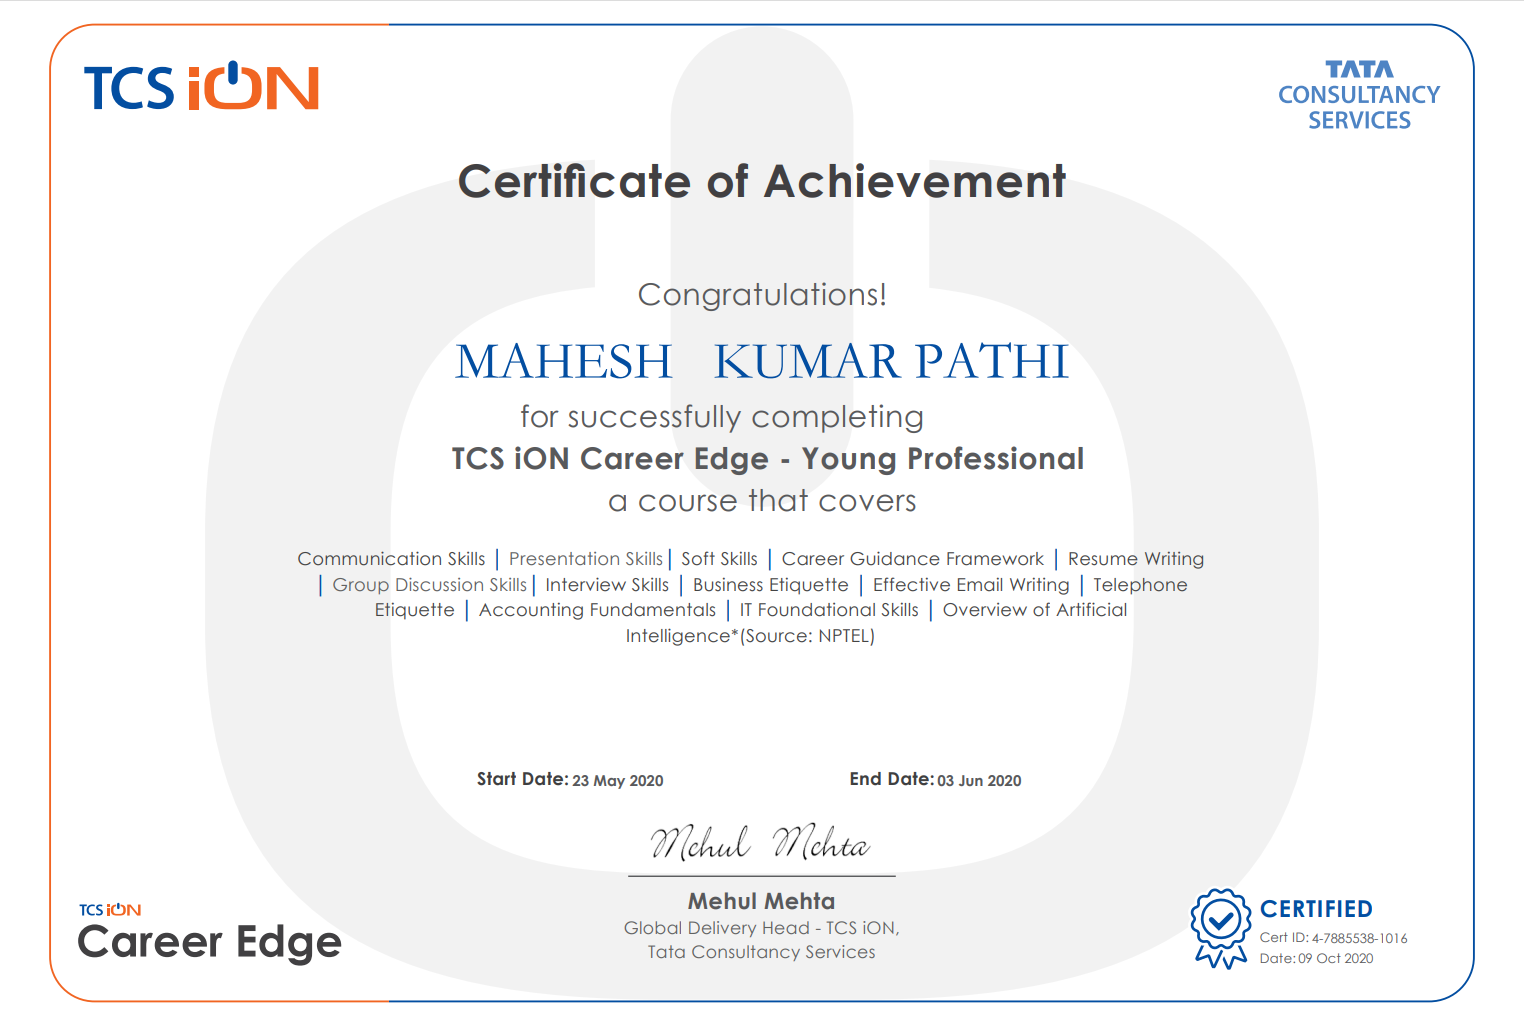 TCS iON
TATA
CONSULTANCY
SERVICES
Certificate of Achievement
Congratulations!
MAHESH KUMAR PATHI
for successfully completing
TCS iON Career Edge - Young Professional
a course that covers
Communication Skills | Presentation Skills | Soft Skills | Career Guidance Framework | Resume Writing
| Group Discussion Skills | Interview Skills | Business Etiquette | Effective Email Writing | Telephone
Etiquette | Accounting Fundamentals | IT Foundational Skills | Overview of Artificial
Intelligence*(Source: NPTEL)
Start Date: 23 May 2020 End Date: 03 Jun 2020
Mehul Mehta
Mehul Mehta
Global Delivery Head - TCS iON,
Tata Consultancy Services
TCS iON
Career Edge
CERTIFIED
Cert ID: 4-7885538-1016
Date: 09 Oct 2020